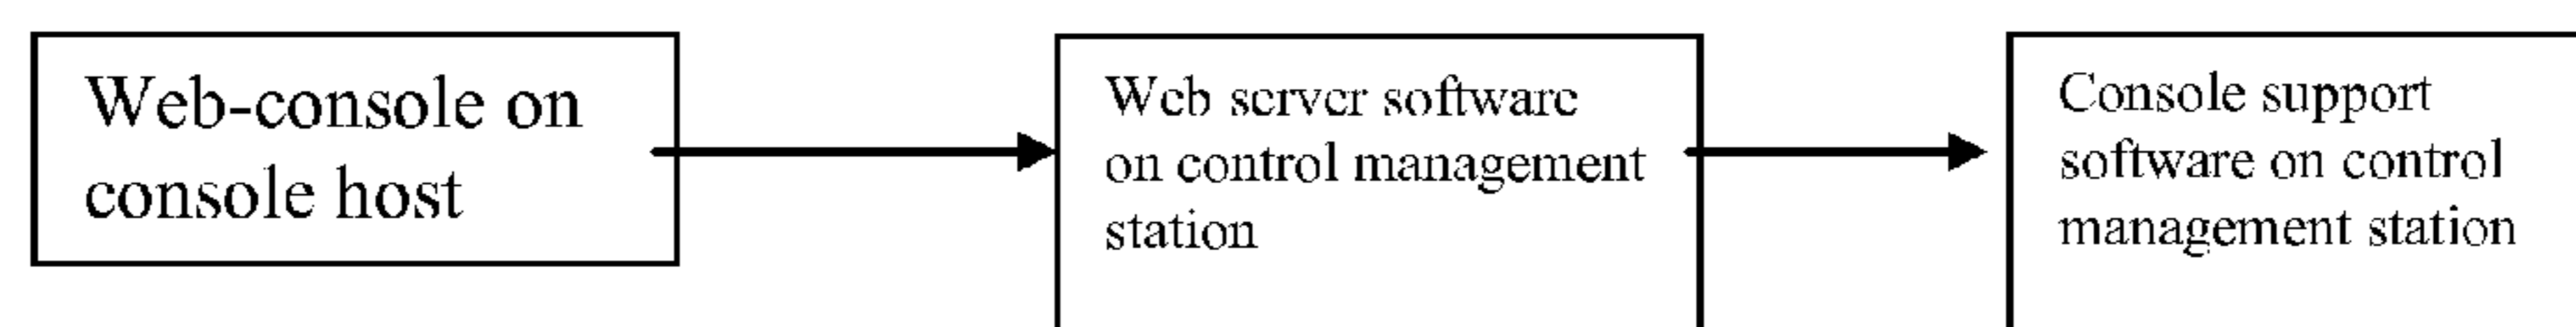 Web-console on
console host
Web server software
on control management
station
Console support
software on control
management station